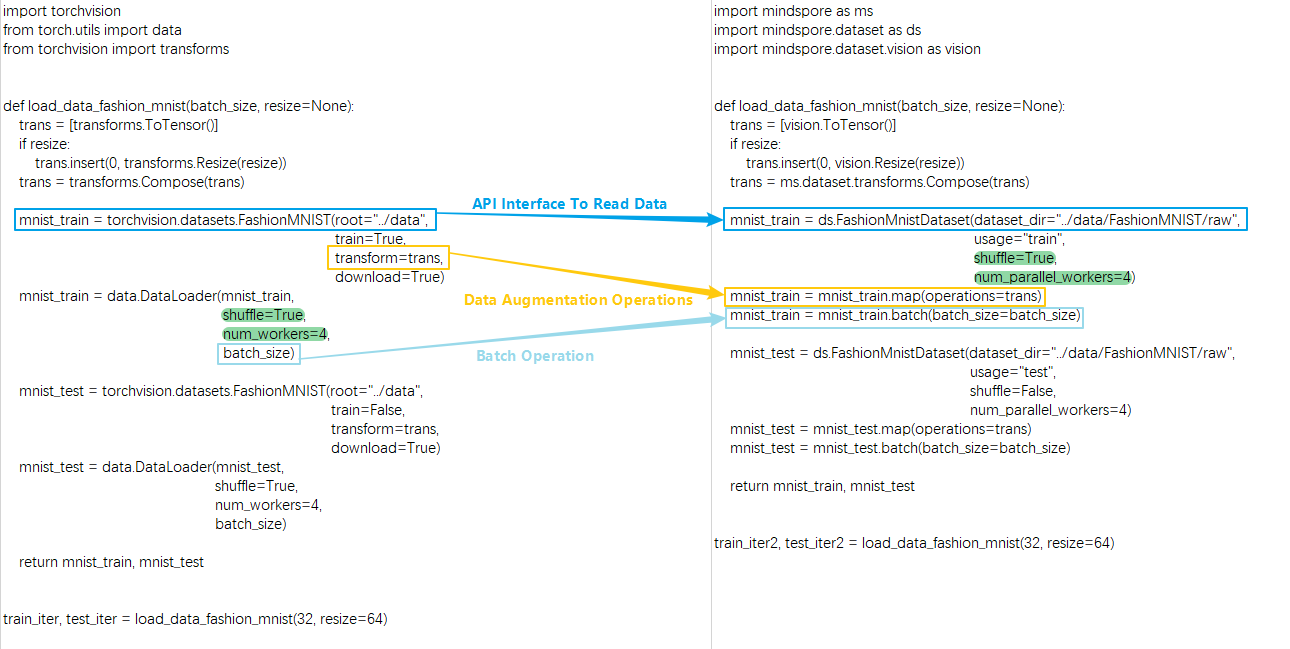 import torchvision
from torch.utils import data
from torchvision import transforms
def load_data_fashion_mnist(batch_size, resize=None):
trans = [transforms.ToTensor()]
if resize:
trans.insert(0, transforms.Resize(resize))
trans = transforms.Compose(trans)
mnist_train = torchvision.datasets.FashionMNIST(root="../data",
train=True,
transform=trans,
download=True)
mnist_train = data.DataLoader(mnist_train,
shuffle=True,
num_workers=4,
batch_size)
mnist_test = torchvision.datasets.FashionMNIST(root="../data",
train=False,
transform=trans,
download=True)
mnist_test = data.DataLoader(mnist_test,
shuffle=True,
num_workers=4,
batch_size)
return mnist_train, mnist_test
train_iter, test_iter = load_data_fashion_mnist(32, resize=64)
API Interface To Read Data
Data Augmentation Operations
Batch Operation
import mindspore as ms
import mindspore.dataset as ds
import mindspore.dataset.vision as vision
def load_data_fashion_mnist(batch_size, resize=None):
trans = [vision.ToTensor()]
if resize:
trans.insert(0, vision.Resize(resize))
trans = ms.dataset.transforms.Compose(trans)
mnist_train = ds.FashionMnistDataset(dataset_dir="../data/FashionMNIST/raw",
usage="train",
shuffle=True,
num_parallel_workers=4)
mnist_train = mnist_train.map(operations=trans)
mnist_train = mnist_train.batch(batch_size=batch_size)
mnist_test = ds.FashionMnistDataset(dataset_dir="../data/FashionMNIST/raw",
usage="test",
shuffle=False,
num_parallel_workers=4)
mnist_test = mnist_test.map(operations=trans)
mnist_test = mnist_test.batch(batch_size=batch_size)
return mnist_train, mnist_test
train_iter2, test_iter2 = load_data_fashion_mnist(32, resize=64)